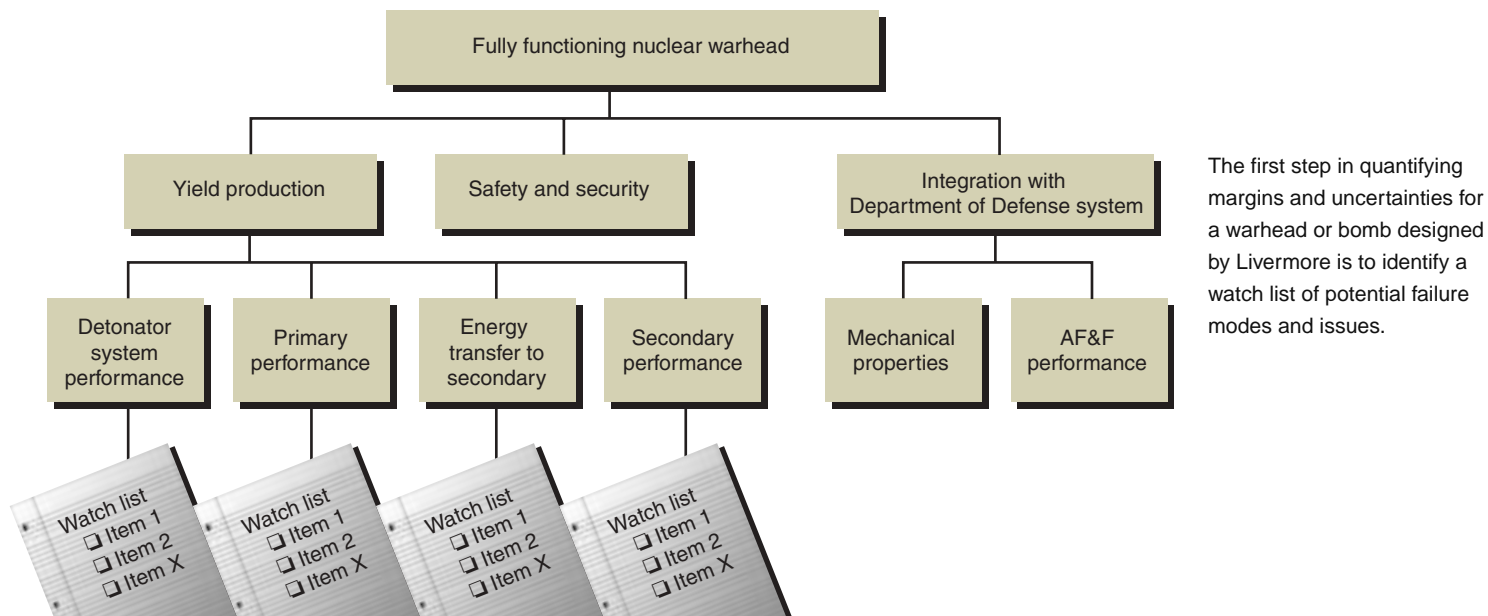 Fully functioning nuclear warhead
Yield production
Safety and security
Integration with
Department of Defense system
Detonator
system
performance
Primary
performance
Energy
transfer to
secondary
Secondary
performance
Mechanical
properties
AF&F
performance
Watch list
❏ Item 1
❏ Item 2
❏ Item X
Watch list
❏ Item 1
❏ Item 2
❏ Item X
Watch list
❏ Item 1
❏ Item 2
❏ Item X
Watch list
❏ Item 1
❏ Item 2
❏ Item X
The first step in quantifying
margins and uncertainties for
a warhead or bomb designed
by Livermore is to identify a
watch list of potential failure
modes and issues.